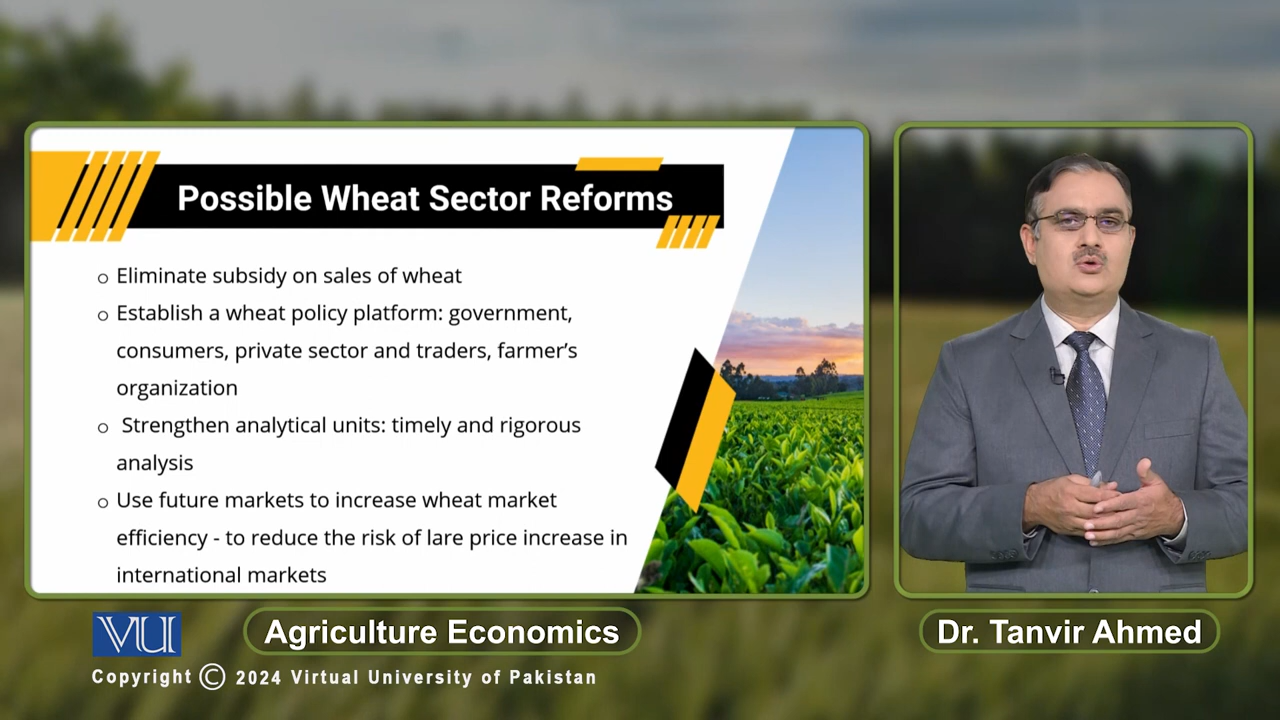 Possible Wheat Sector Reforms
o Eliminate subsidy on sales of wheat
o Establish a wheat policy platform: government,
consumers, private sector and traders, farmer's
organization
o Strengthen analytical units: timely and rigorous
analysis
o Use future markets to increase wheat market
efficiency - to reduce the risk of lare price increase in
international markets
VU
Agriculture Economics
Dr. Tanvir Ahmed
Copyright © 2024 Virtual University of Pakistan